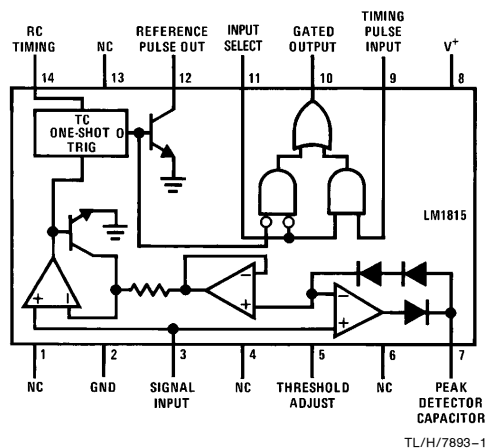 RC TIMING
NC
REFERENCE PULSE OUT
INPUT SELECT
GATED OUTPUT
TIMING PULSE INPUT
V+
14
13
12
11
10
9
8
TC
ONE-SHOT O
TRIG
LM1815
+ −
−
+
−
+
1
2
3
4
5
6
7
NC
GND
SIGNAL INPUT
NC
THRESHOLD ADJUST
NC
PEAK DETECTOR CAPACITOR
TL/H/7893–1